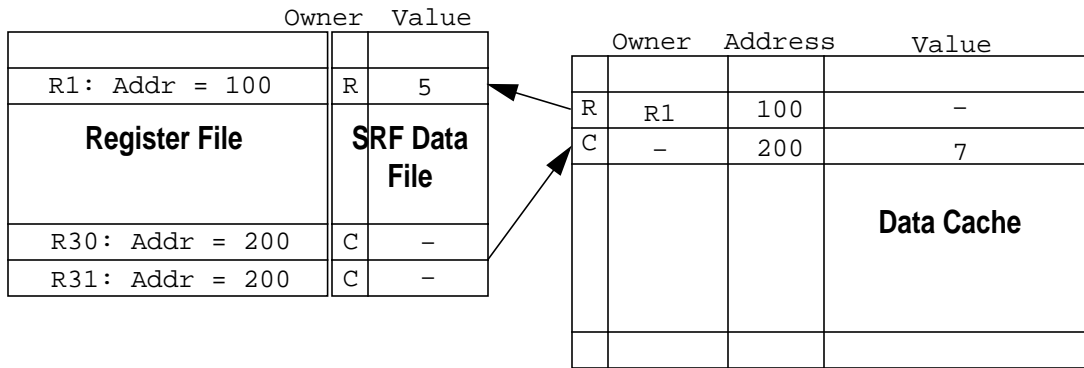 Owner Value
R1: Addr = 100 R 5
Register File SRF Data
File
R30: Addr = 200 C –
R31: Addr = 200 C –
Owner Address Value
R R1 100 –
C – 200 7
Data Cache